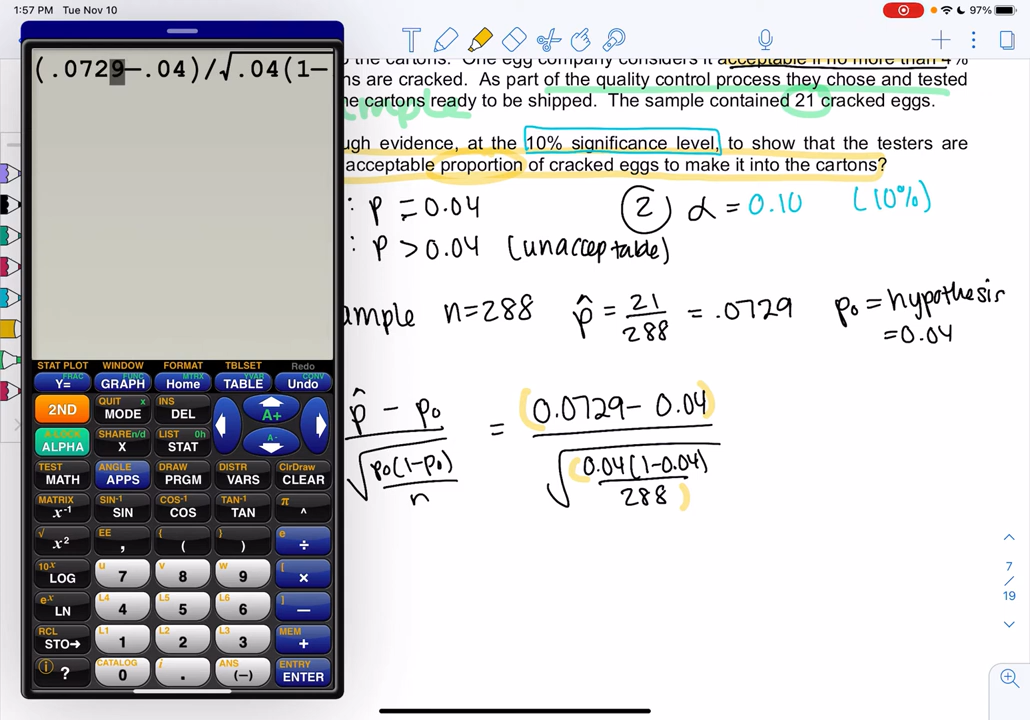 1:57 PM Tue Nov 10
97%
(.0729-.04)/√.04(1-
the cartons. One egg company considers it acceptable if no more than 4%
ns are cracked. As part of the quality control process they chose and tested
ne cartons ready to be shipped. The sample contained 21 cracked eggs.
ample
ugh evidence, at the 10% significance level, to show that the testers are
acceptable proportion of cracked eggs to make it into the cartons?
: p = 0.04
② α = 0.10 (10%)
: p > 0.04 (unacceptable)
ample n=288 p̂ = 21/288 = .0729 p₀ = hypothesis
=0.04
p̂ - p₀ / √p₀(1-p₀)/n = (0.0729 - 0.04) / √(0.04(1-0.04)/288)
7
/
19
STAT PLOT WINDOW FORMAT TBLSET Redo
FRAC FUNC MTRX YVAR
Y= GRAPH Home TABLE Undo
QUIT x INS
2ND MODE DEL A+
A-LOCK SHARE n/d LIST 0h A-
ALPHA X STAT
TEST ANGLE DRAW DISTR ClrDraw
MATH APPS PRGM VARS CLEAR
MATRIX SIN⁻¹ COS⁻¹ TAN⁻¹ π
x⁻¹ SIN COS TAN ^
√ EE { } e
x² , ( ) ÷
10ˣ u v w [
LOG 7 8 9 ×
eˣ L4 L5 L6 ]
LN 4 5 6 —
RCL L1 L2 L3 MEM
STO→ 1 2 3 +
CATALOG i ANS ENTRY
? 0 . (−) ENTER